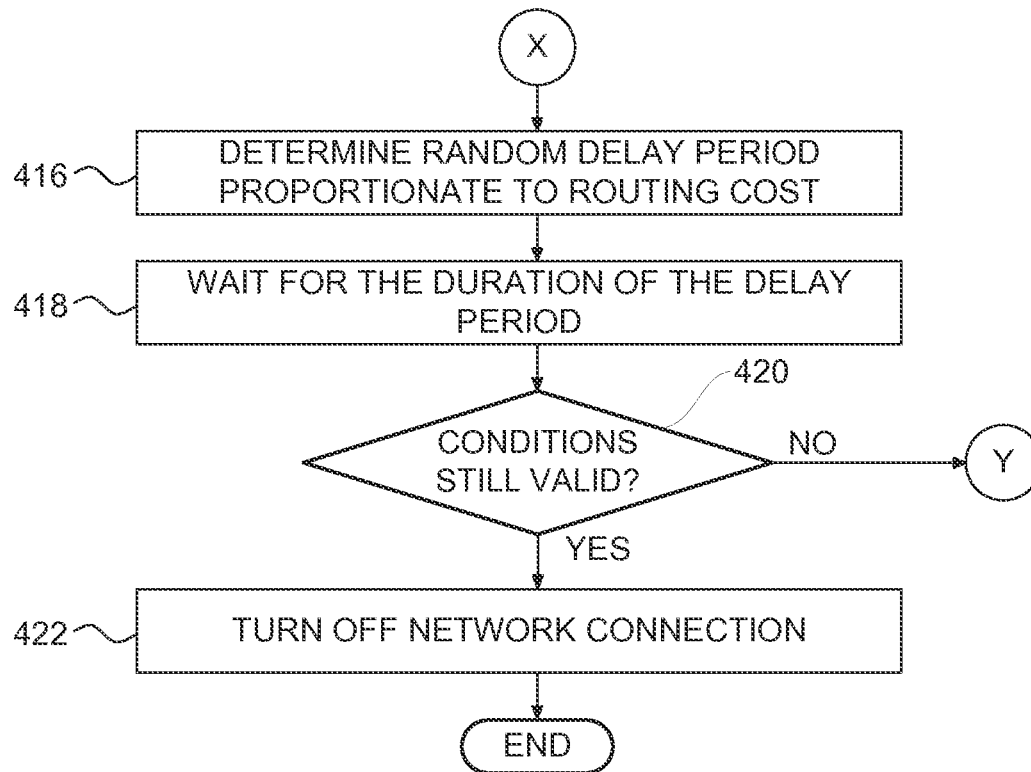 X
416
DETERMINE RANDOM DELAY PERIOD
PROPORTIONATE TO ROUTING COST
418
WAIT FOR THE DURATION OF THE DELAY
PERIOD
420
CONDITIONS
STILL VALID?
NO
Y
YES
422
TURN OFF NETWORK CONNECTION
END